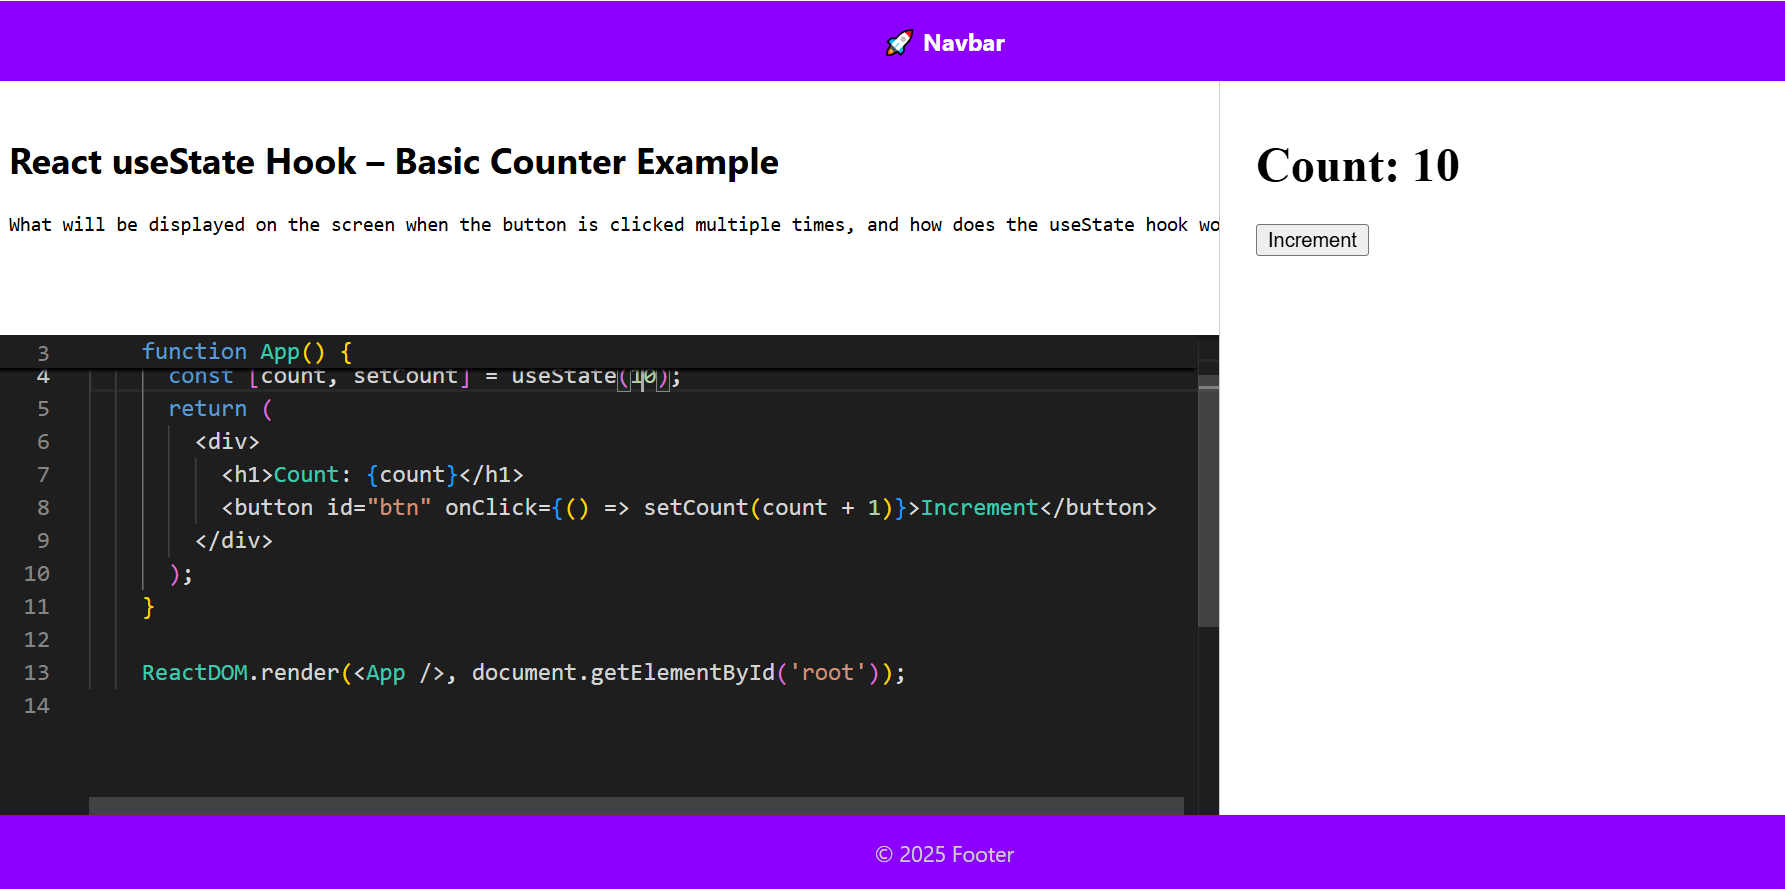 🚀 Navbar
React useState Hook – Basic Counter Example
What will be displayed on the screen when the button is clicked multiple times, and how does the useState hook wo
Count: 10
Increment
3 function App() {
4 const [count, setCount] = useState(10);
5 return (
6 <div>
7 <h1>Count: {count}</h1>
8 <button id="btn" onClick={() => setCount(count + 1)}>Increment</button>
9 </div>
10 );
11 }
12
13 ReactDOM.render(<App />, document.getElementById('root'));
14
© 2025 Footer